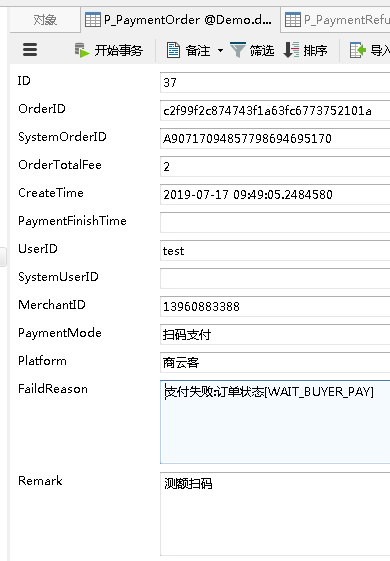 对象
P_PaymentOrder @Demo.d...
P_PaymentRefu
开始事务
备注
筛选
排序
导入
ID
37
OrderID
c2f99f2c874743f1a63fc6773752101a
SystemOrderID
A90717094857798694695170
OrderTotalFee
2
CreateTime
2019-07-17 09:49:05.2484580
PaymentFinishTime
UserID
test
SystemUserID
MerchantID
13960883388
PaymentMode
扫码支付
Platform
商云客
FaildReason
支付失败:订单状态[WAIT_BUYER_PAY]
Remark
测额扫码